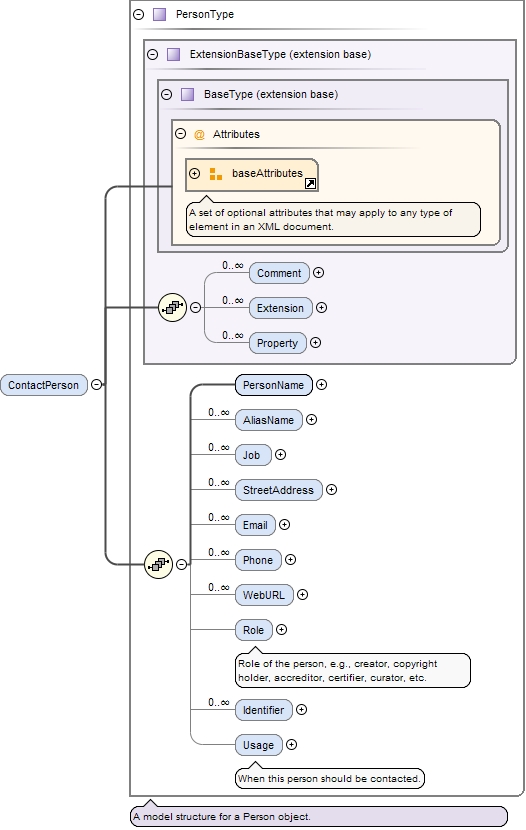 PersonType
ExtensionBaseType (extension base)
BaseType (extension base)
@ Attributes
baseAttributes
A set of optional attributes that may apply to any type of
element in an XML document.
0..∞
Comment
0..∞
Extension
0..∞
Property
ContactPerson
PersonName
0..∞
AliasName
0..∞
Job
0..∞
StreetAddress
0..∞
Email
0..∞
Phone
0..∞
WebURL
Role
Role of the person, e.g., creator, copyright
holder, accreditor, certifier, curator, etc.
0..∞
Identifier
Usage
When this person should be contacted.
A model structure for a Person object.